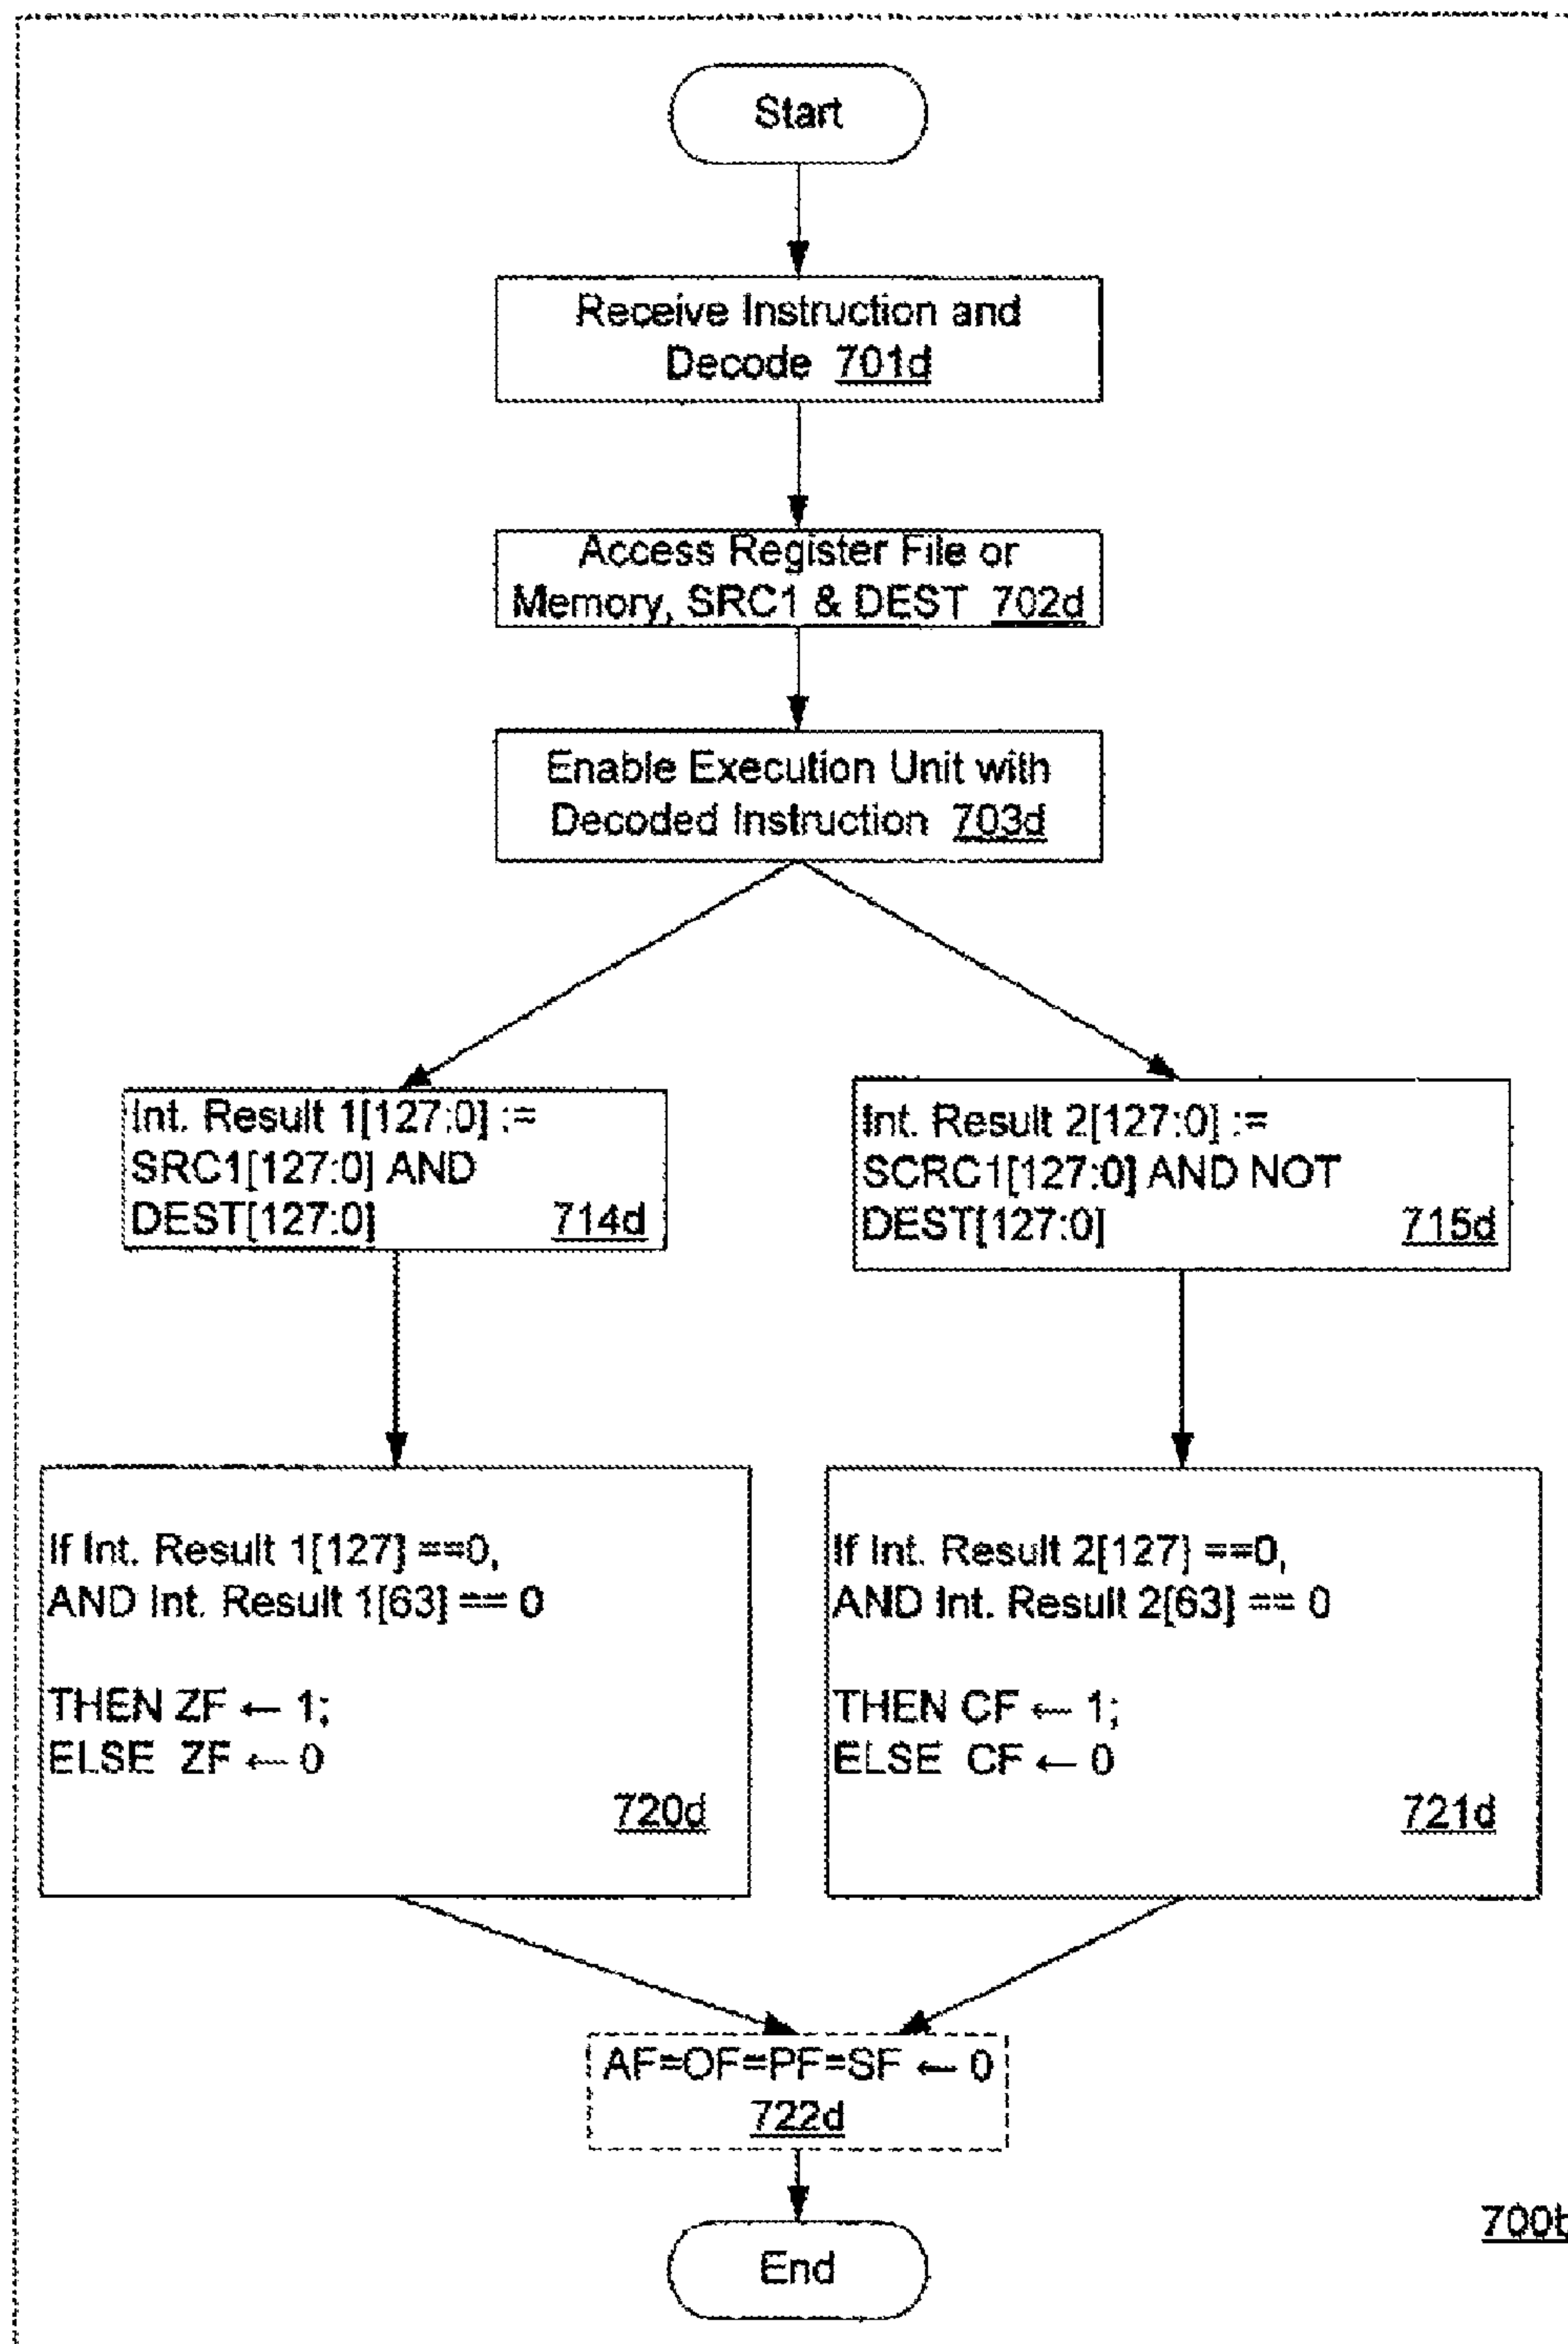 Start
Receive Instruction and
Decode 701d
Access Register File or
Memory, SRC1 & DEST 702d
Enable Execution Unit with
Decoded Instruction 703d
Int. Result 1[127:0] :=
SRC1[127:0] AND
DEST[127:0] 714d
Int. Result 2[127:0] :=
SCRC1[127:0] AND NOT
DEST[127:0] 715d
If Int. Result 1[127] ==0,
AND Int. Result 1[63] == 0
THEN ZF ← 1;
ELSE ZF ← 0
720d
If Int. Result 2[127] ==0,
AND Int. Result 2[63] == 0
THEN CF ← 1;
ELSE CF ← 0
721d
AF=OF=PF=SF ← 0
722d
End
700b